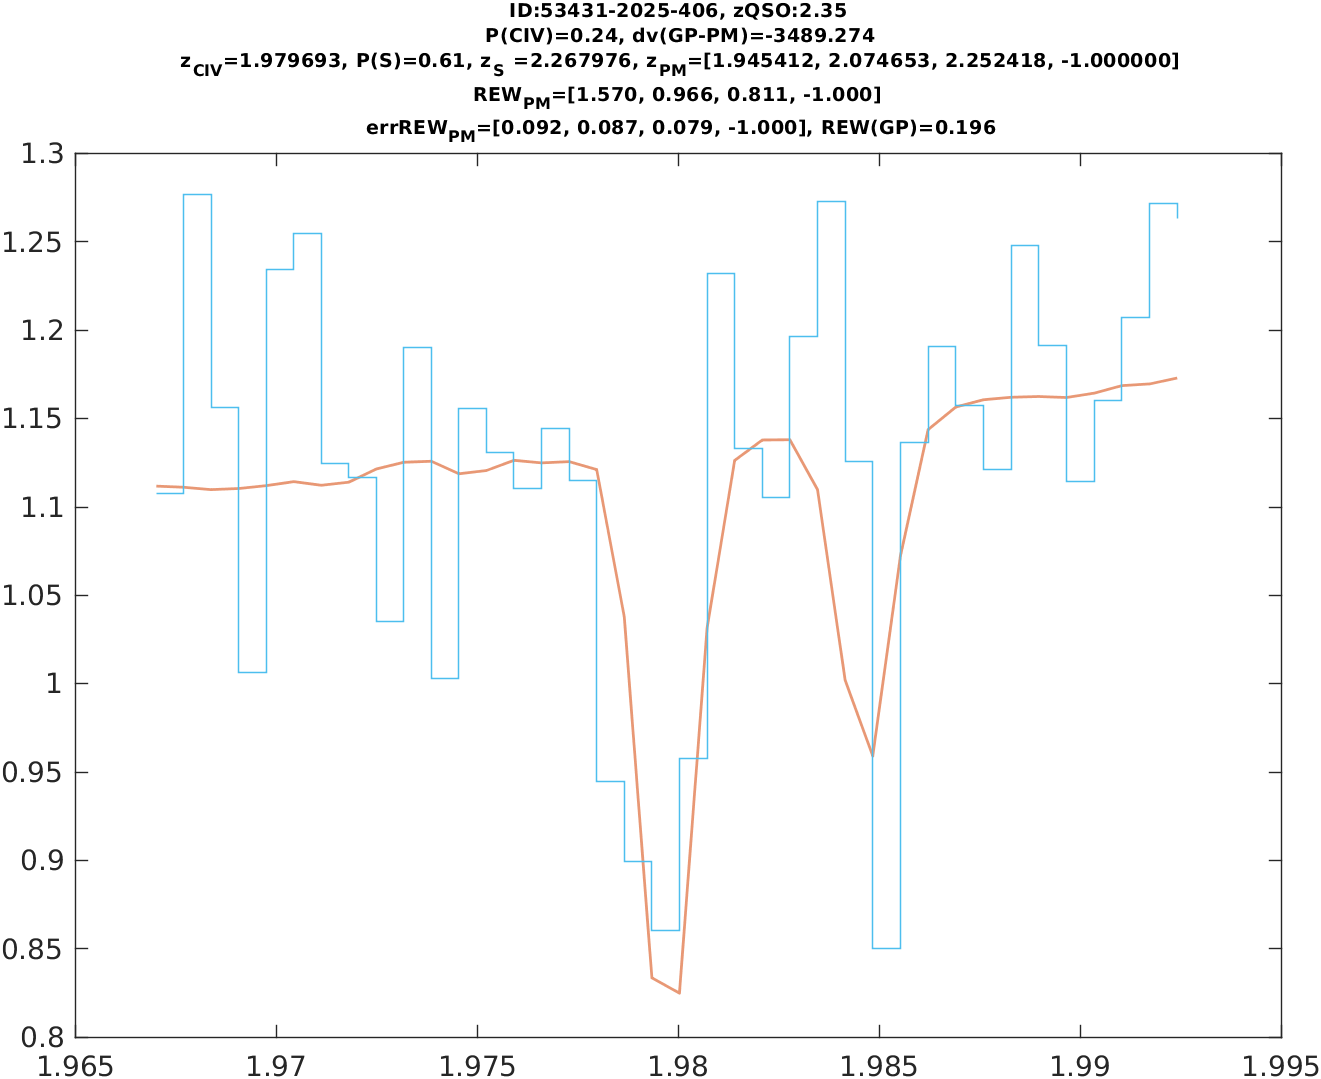 ID:53431-2025-406, zQSO:2.35
P(CIV)=0.24, dv(GP-PM)=-3489.274
zCIV=1.979693, P(S)=0.61, zS =2.267976, zPM=[1.945412, 2.074653, 2.252418, -1.000000]
REWPM=[1.570, 0.966, 0.811, -1.000]
errREWPM=[0.092, 0.087, 0.079, -1.000], REW(GP)=0.196
1.3
1.25
1.2
1.15
1.1
1.05
1
0.95
0.9
0.85
0.8
1.965 1.97 1.975 1.98 1.985 1.99 1.995